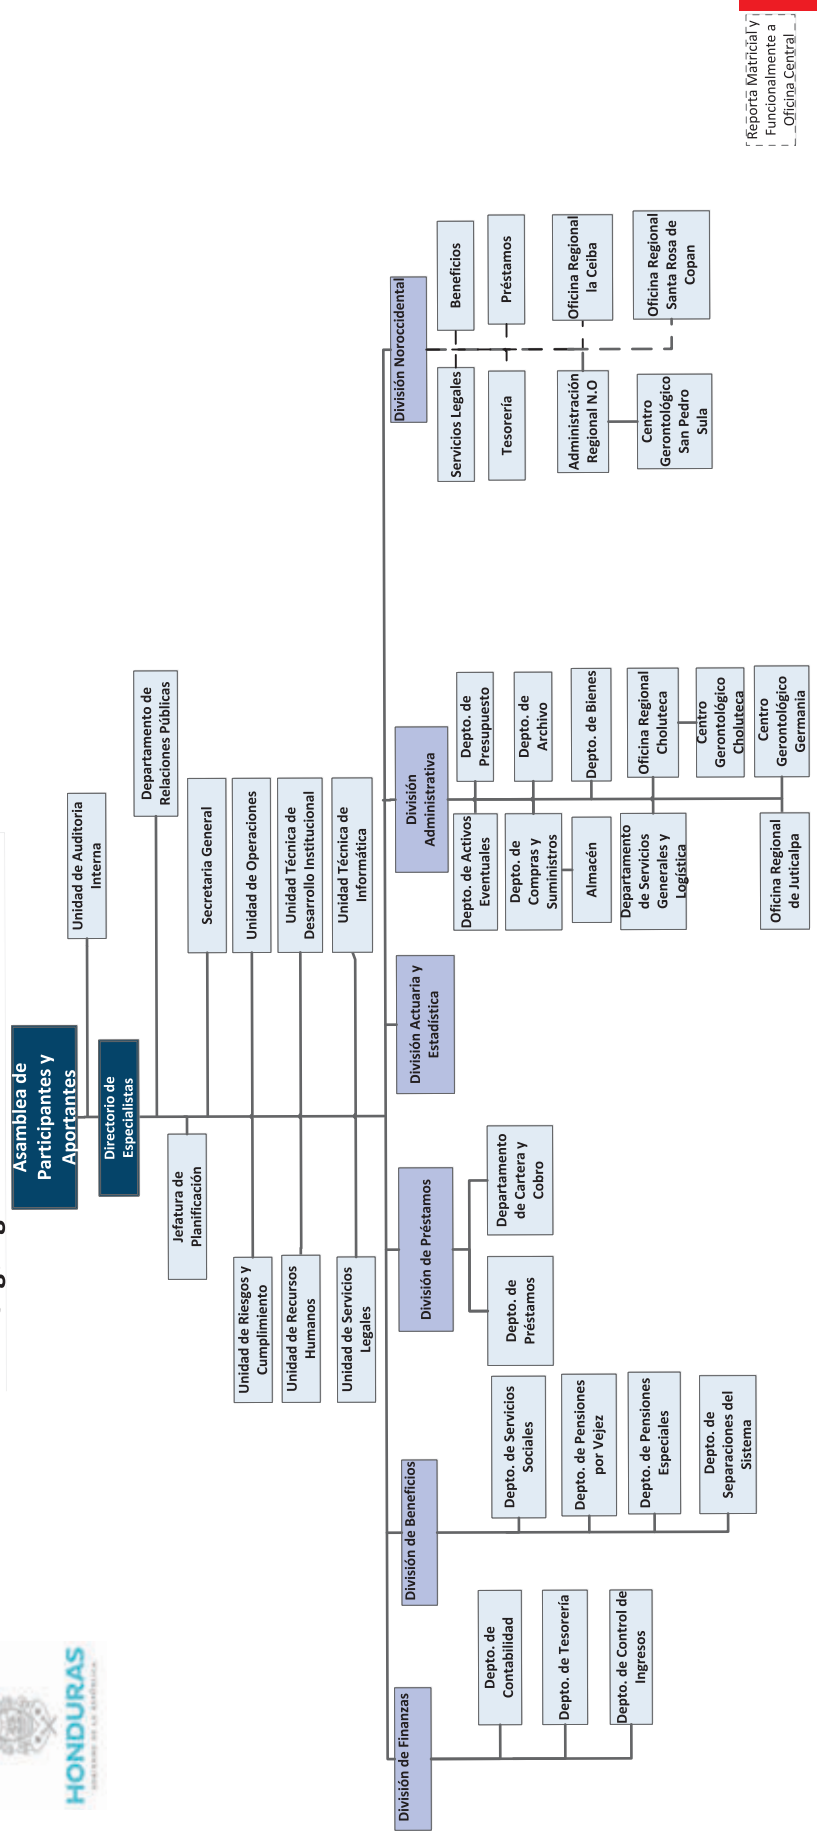 Asamblea de
Participantes y
Aportantes
Unidad de Auditoria
Interna
Directorio de
Especialistas
Departamento de
Relaciones Públicas
Jefatura de
Planificación
Secretaria General
Unidad de Riesgos y
Cumplimiento
Unidad de Operaciones
Unidad de Recursos
Humanos
Unidad Técnica de
Desarrollo Institucional
Unidad de Servicios
Legales
Unidad Técnica de
Informática
HONDURAS
GOBIERNO DE LA REPÚBLICA
División de Finanzas
Depto. de
Contabilidad
Depto. de Tesorería
Depto. de Control de
Ingresos
División de Beneficios
Depto. de Servicios
Sociales
Depto. de Pensiones
por Vejez
Depto. de Pensiones
Especiales
Depto. de
Separaciones del
Sistema
División de Préstamos
Depto. de
Préstamos
Departamento
de Cartera y
Cobro
División Actuaria y
Estadística
División
Administrativa
Depto. de Activos
Eventuales
Depto. de
Presupuesto
Depto. de
Compras y
Suministros
Depto. de
Archivo
Almacén
Depto. de Bienes
Departamento
de Servicios
Generales y
Logística
Oficina Regional
Choluteca
Centro
Gerontológico
Choluteca
Oficina Regional
de Juticalpa
Centro
Gerontológico
Germania
División Noroccidental
Servicios Legales
Beneficios
Tesorería
Préstamos
Administración
Regional N.O
Oficina Regional
la Ceiba
Centro
Gerontológico
San Pedro
Sula
Oficina Regional
Santa Rosa de
Copan
Reporta Matricial y
Funcionalmente a
Oficina Central